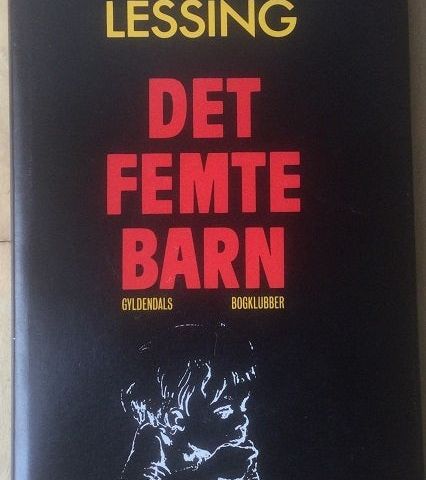 LESSING
DET
FEMTE
BARN
GYLDENDALS BOGKLUBBER